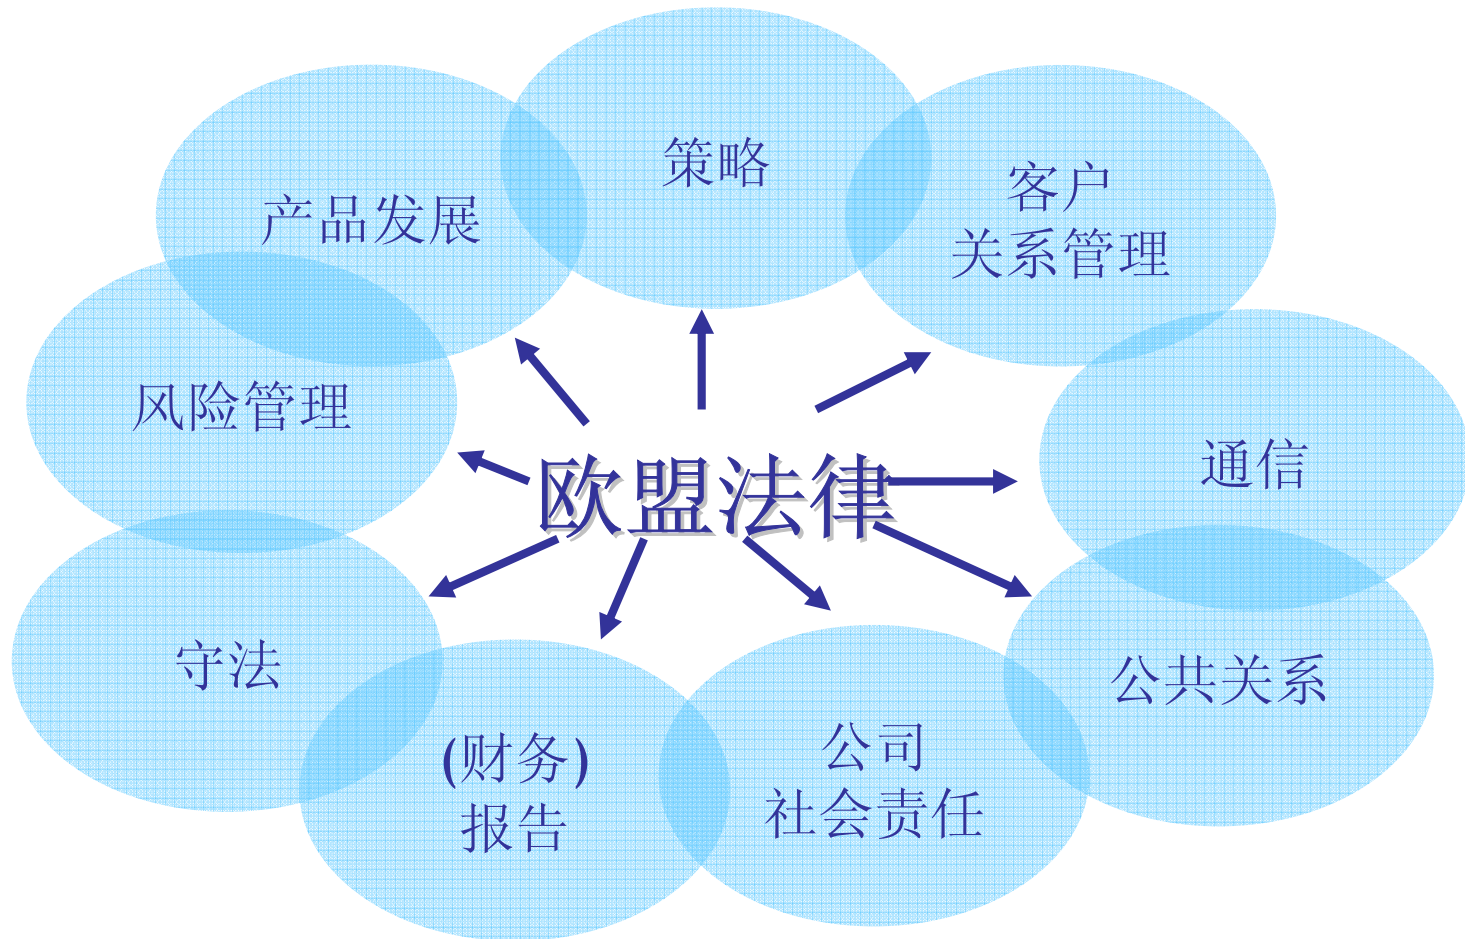 策略
产品发展
客户
关系管理
风险管理
通信
欧盟法律
守法
公共关系
(财务)
报告
公司
社会责任